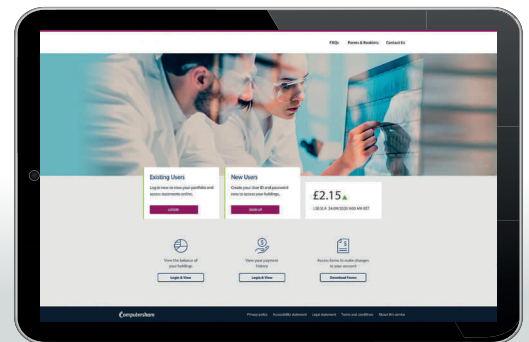 FAQs Forms & Booklets Contact Us
Existing Users
Log in now to view your portfolio and
access statements online.
LOGIN
New Users
Create your User ID and password
now to access your holdings.
SIGN UP
£2.15
View the balance of
your holdings
Login & View
View your payment
history
Login & View
Access forms to make changes
to your account
Download Forms
Computershare
Privacy policy Accessibility statement Legal statement Terms and conditions About this service